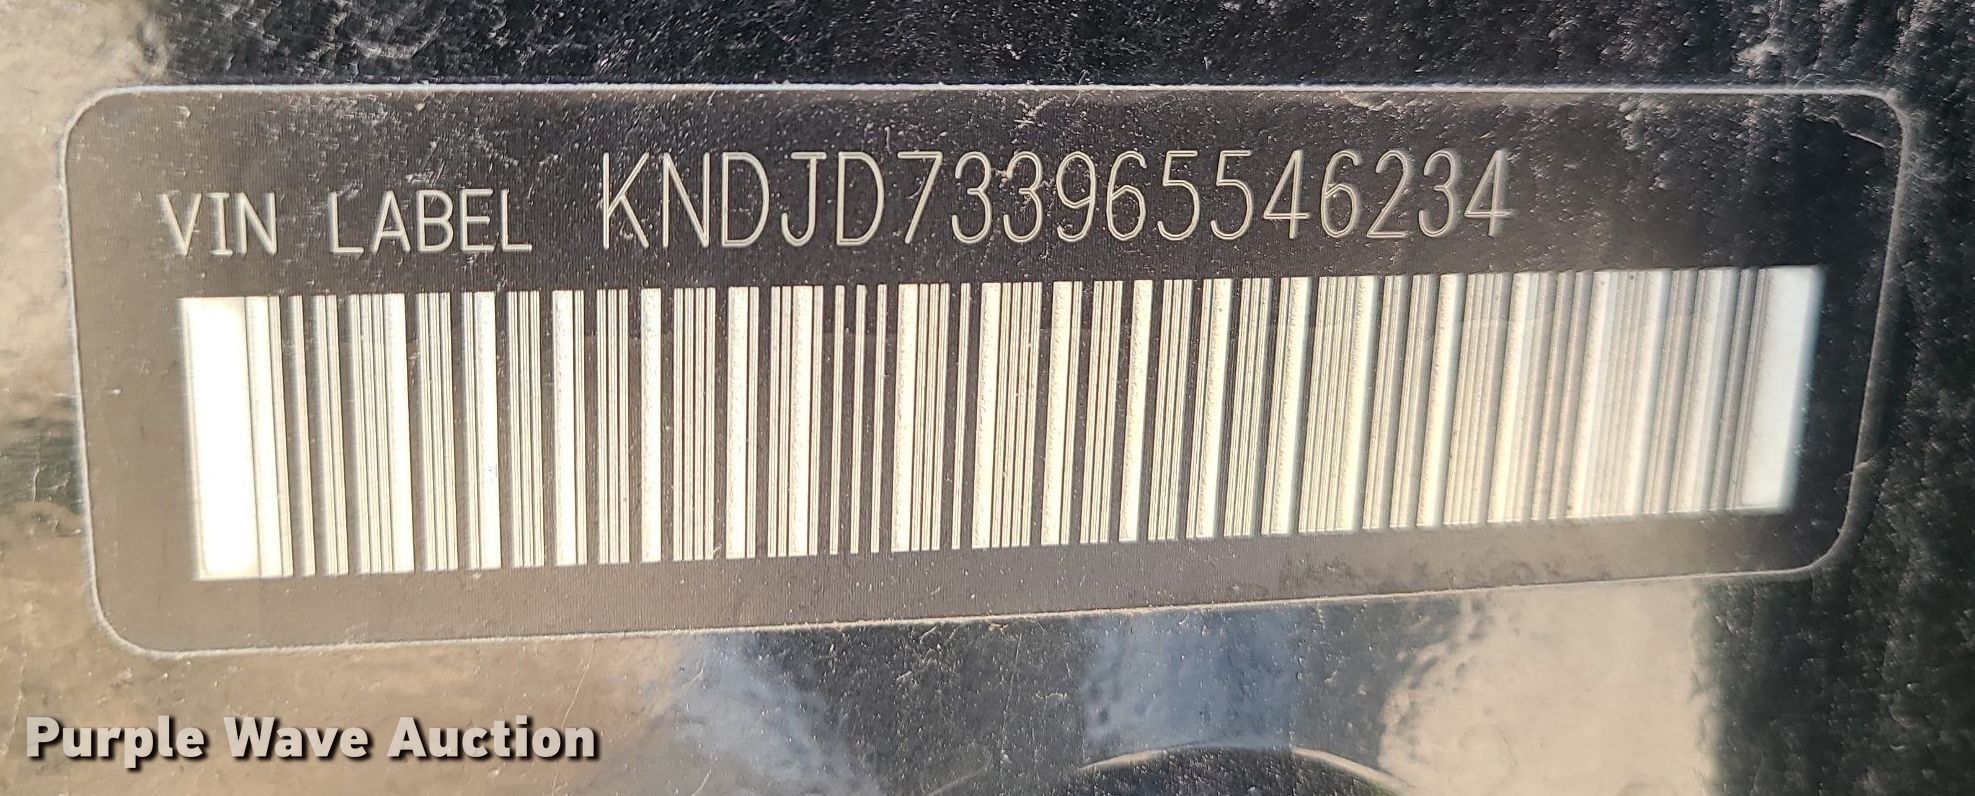 VIN LABEL KNDJD733965546234
Purple Wave Auction